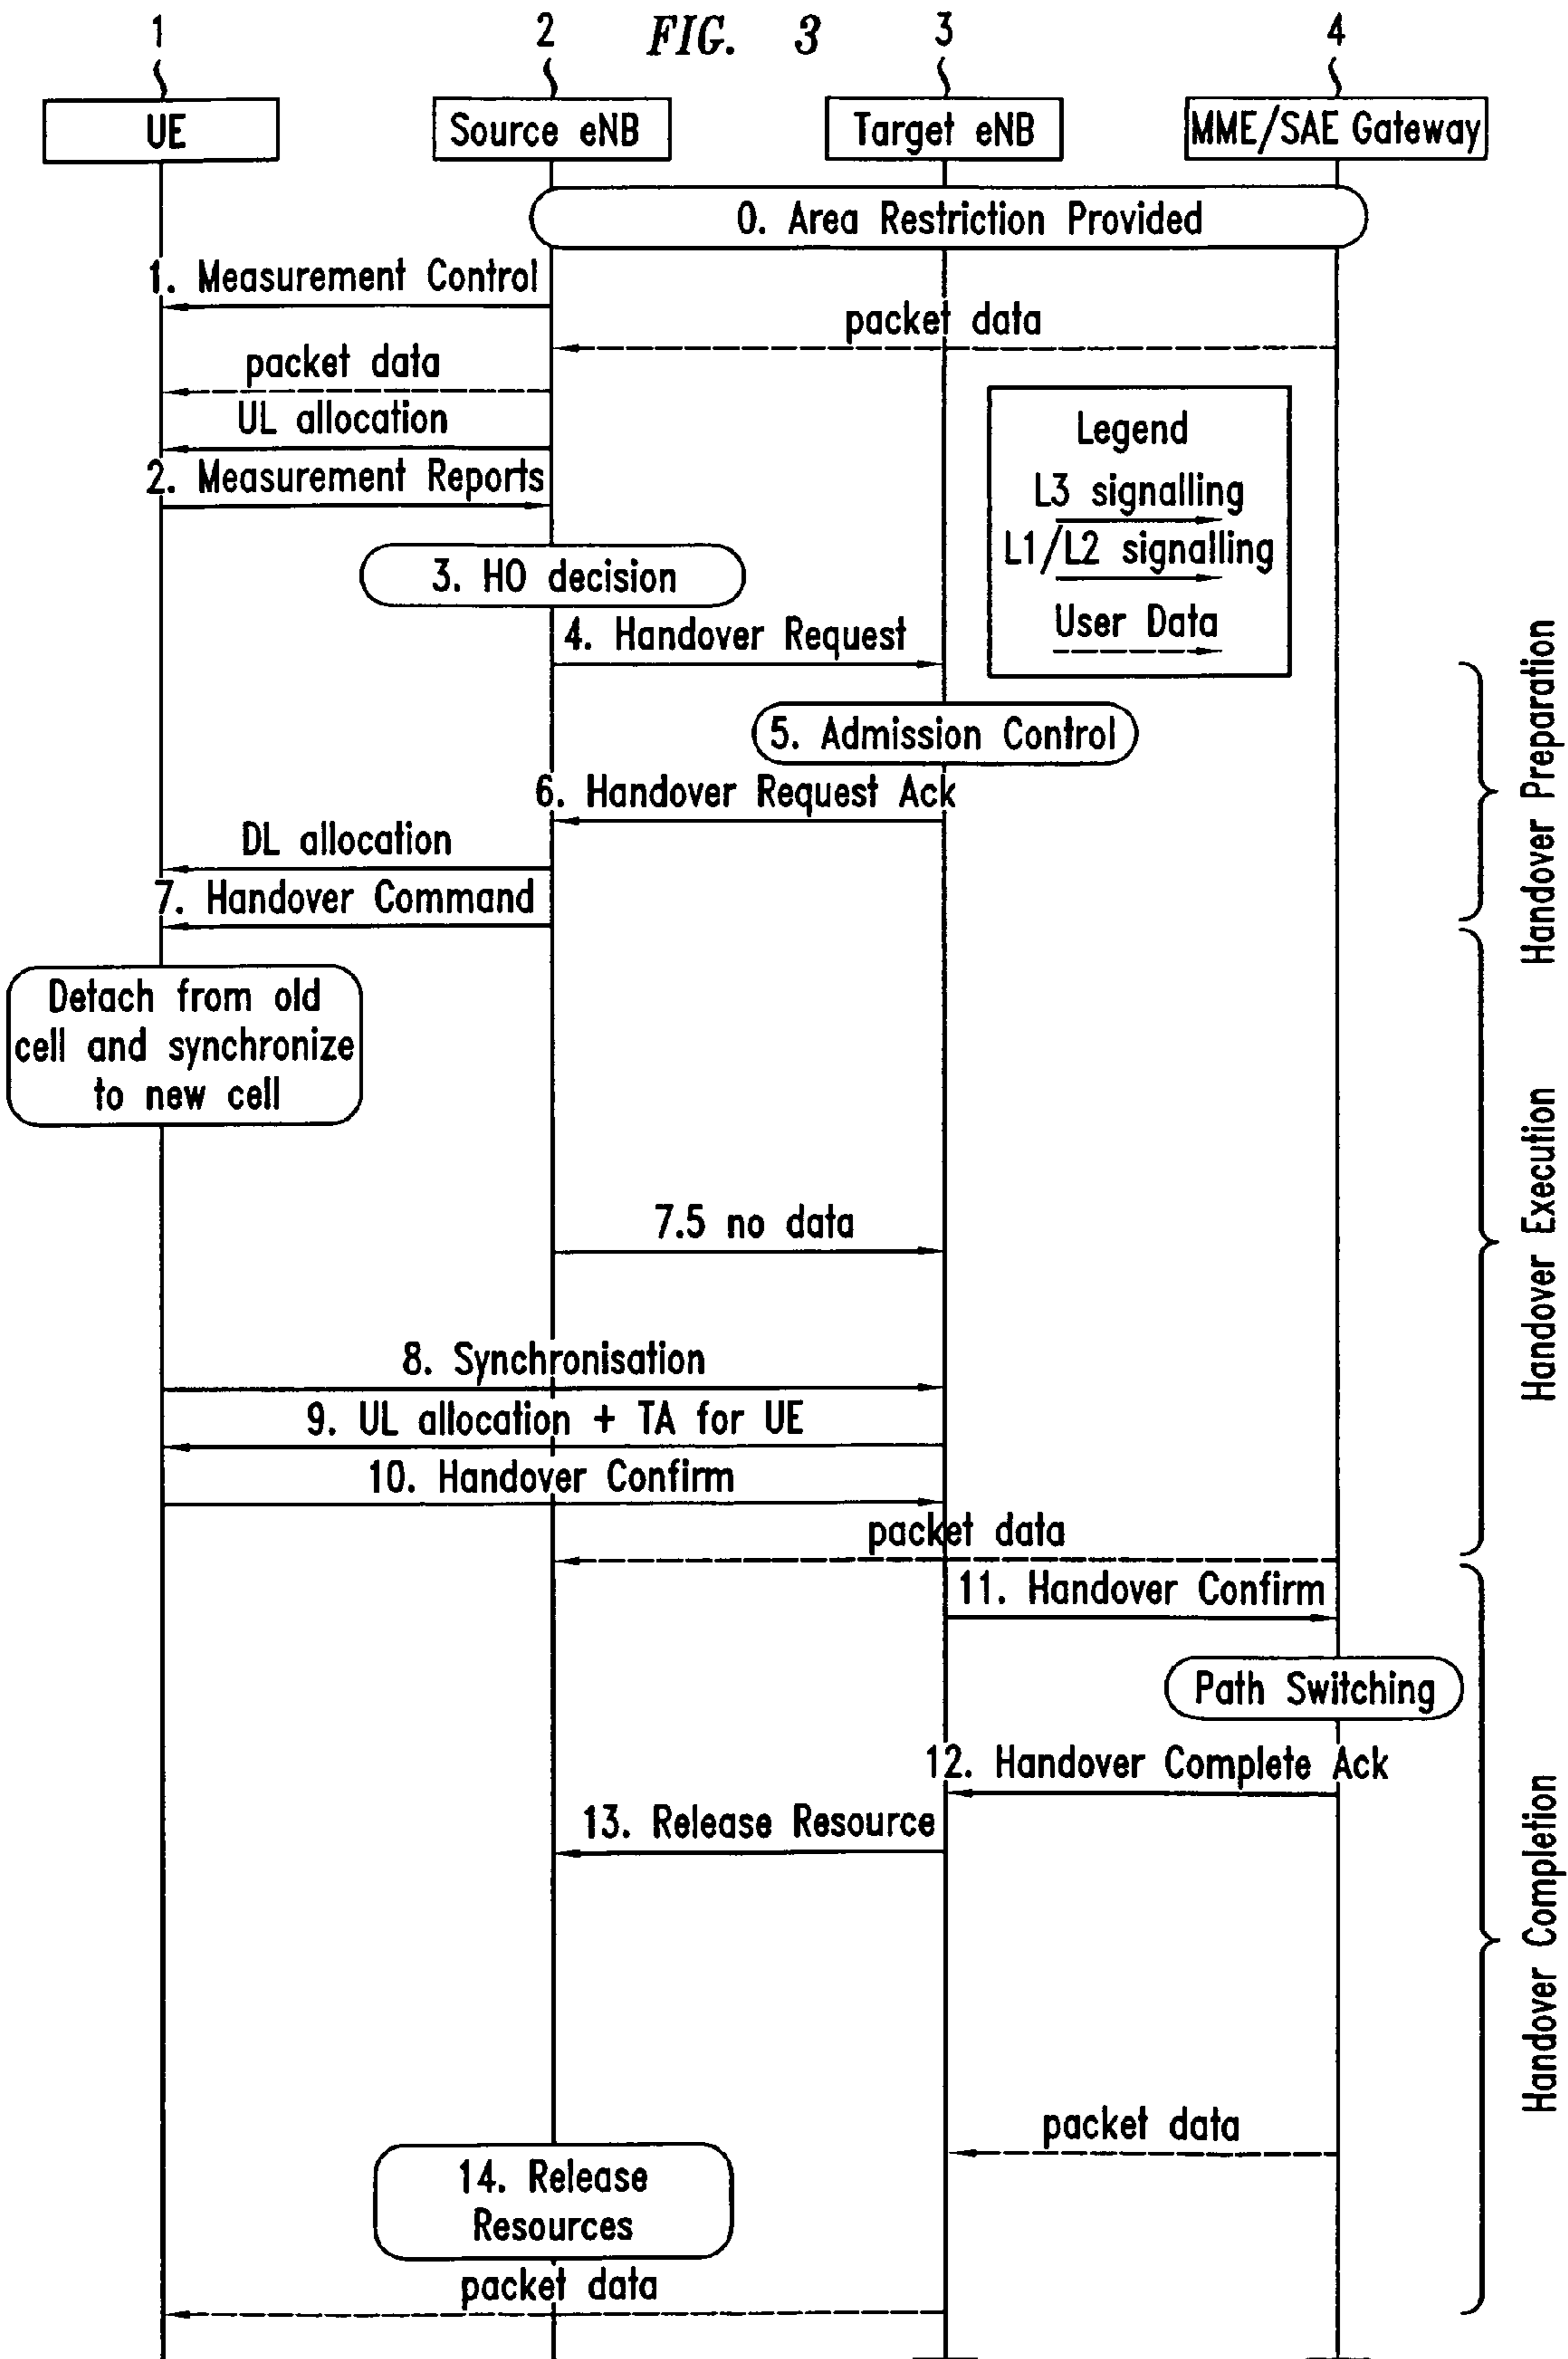 1
2
FIG. 3
3
4
UE
Source eNB
Target eNB
MME/SAE Gateway
0. Area Restriction Provided
1. Measurement Control
packet data
packet data
UL allocation
2. Measurement Reports
Legend
L3 signalling
L1/L2 signalling
User Data
3. HO decision
4. Handover Request
5. Admission Control
6. Handover Request Ack
DL allocation
7. Handover Command
Handover Preparation
Detach from old
cell and synchronize
to new cell
7.5 no data
8. Synchronisation
9. UL allocation + TA for UE
10. Handover Confirm
Handover Execution
packet data
11. Handover Confirm
Path Switching
12. Handover Complete Ack
13. Release Resource
packet data
14. Release
Resources
packet data
Handover Completion